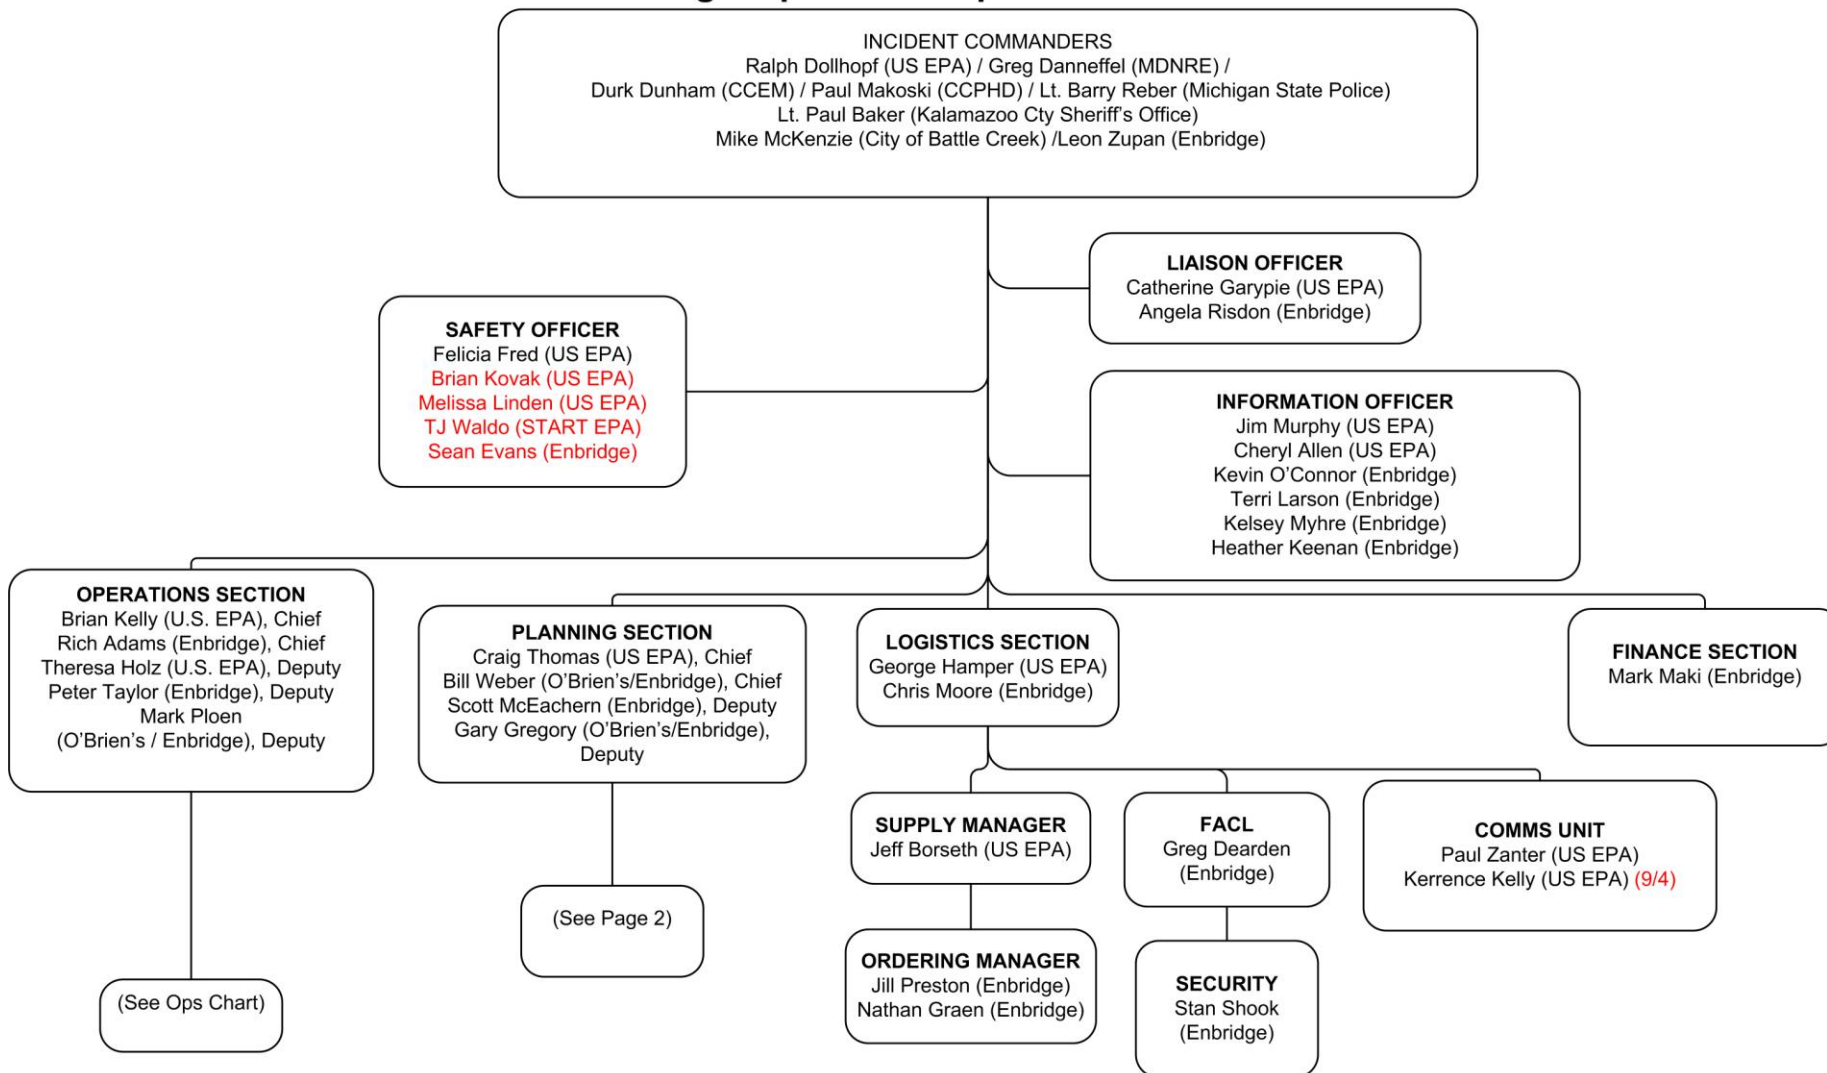 INCIDENT COMMANDERS
Ralph Dollhopf (US EPA) / Greg Danneffel (MDNRE) /
Durk Dunham (CCEM) / Paul Makoski (CCPHD) / Lt. Barry Reber (Michigan State Police)
Lt. Paul Baker (Kalamazoo Cty Sheriff's Office)
Mike McKenzie (City of Battle Creek) /Leon Zupan (Enbridge)
LIAISON OFFICER
Catherine Garypie (US EPA)
Angela Risdon (Enbridge)
SAFETY OFFICER
Felicia Fred (US EPA)
Brian Kovak (US EPA)
Melissa Linden (US EPA)
TJ Waldo (START EPA)
Sean Evans (Enbridge)
INFORMATION OFFICER
Jim Murphy (US EPA)
Cheryl Allen (US EPA)
Kevin O'Connor (Enbridge)
Terri Larson (Enbridge)
Kelsey Myhre (Enbridge)
Heather Keenan (Enbridge)
OPERATIONS SECTION
Brian Kelly (U.S. EPA), Chief
Rich Adams (Enbridge), Chief
Theresa Holz (U.S. EPA), Deputy
Peter Taylor (Enbridge), Deputy
Mark Ploen
(O'Brien's / Enbridge), Deputy
PLANNING SECTION
Craig Thomas (US EPA), Chief
Bill Weber (O'Brien's/Enbridge), Chief
Scott McEachern (Enbridge), Deputy
Gary Gregory (O'Brien's/Enbridge),
Deputy
LOGISTICS SECTION
George Hamper (US EPA)
Chris Moore (Enbridge)
FINANCE SECTION
Mark Maki (Enbridge)
SUPPLY MANAGER
Jeff Borseth (US EPA)
FACL
Greg Dearden
(Enbridge)
COMMS UNIT
Paul Zanter (US EPA)
Kerrence Kelly (US EPA) (9/4)
(See Page 2)
ORDERING MANAGER
Jill Preston (Enbridge)
Nathan Graen (Enbridge)
SECURITY
Stan Shook
(Enbridge)
(See Ops Chart)